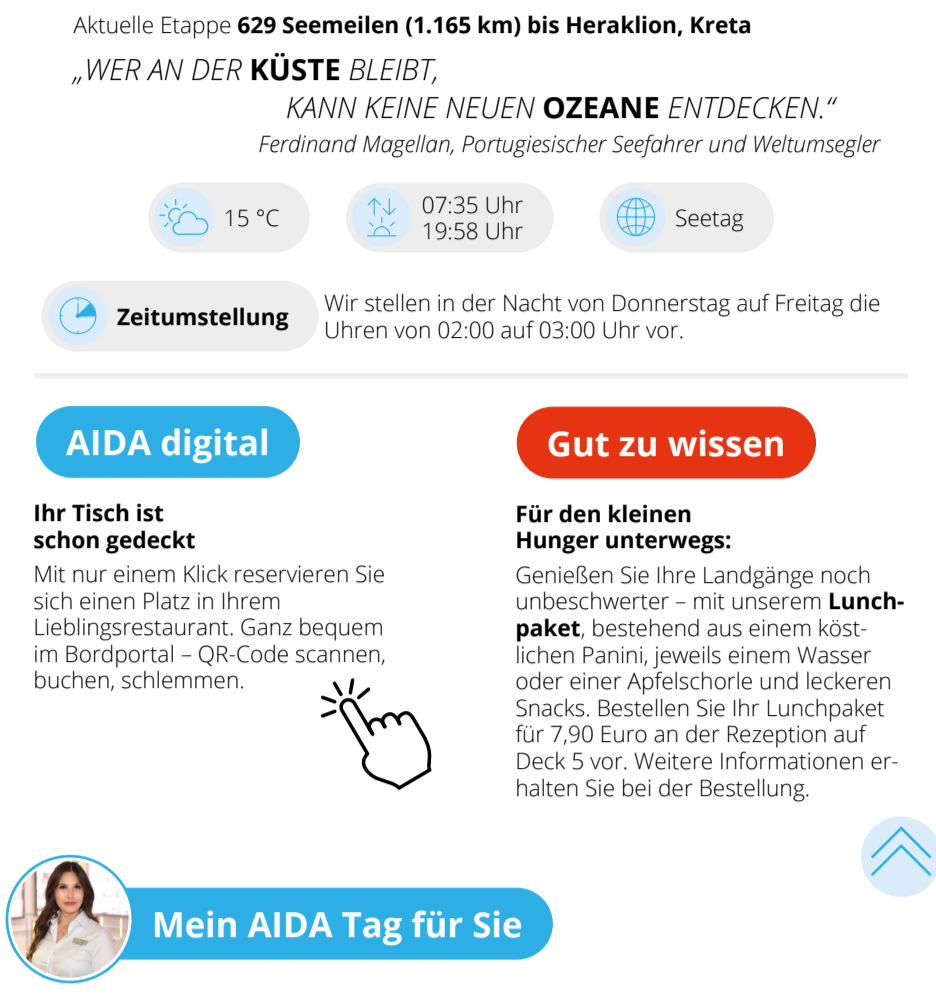 Aktuelle Etappe 629 Seemeilen (1.165 km) bis Heraklion, Kreta
„WER AN DER KÜSTE BLEIBT,
KANN KEINE NEUEN OZEANE ENTDECKEN.“
Ferdinand Magellan, Portugiesischer Seefahrer und Weltumsegler
15 °C
07:35 Uhr
19:58 Uhr
Seetag
Zeitumstellung
Wir stellen in der Nacht von Donnerstag auf Freitag die
Uhren von 02:00 auf 03:00 Uhr vor.
AIDA digital
Ihr Tisch ist
schon gedeckt
Mit nur einem Klick reservieren Sie
sich einen Platz in Ihrem
Lieblingsrestaurant. Ganz bequem
im Bordportal – QR-Code scannen,
buchen, schlemmen.
Gut zu wissen
Für den kleinen
Hunger unterwegs:
Genießen Sie Ihre Landgänge noch
unbeschwerter – mit unserem Lunch-
paket, bestehend aus einem köst-
lichen Panini, jeweils einem Wasser
oder einer Apfelschorle und leckeren
Snacks. Bestellen Sie Ihr Lunchpaket
für 7,90 Euro an der Rezeption auf
Deck 5 vor. Weitere Informationen er-
halten Sie bei der Bestellung.
Mein AIDA Tag für Sie